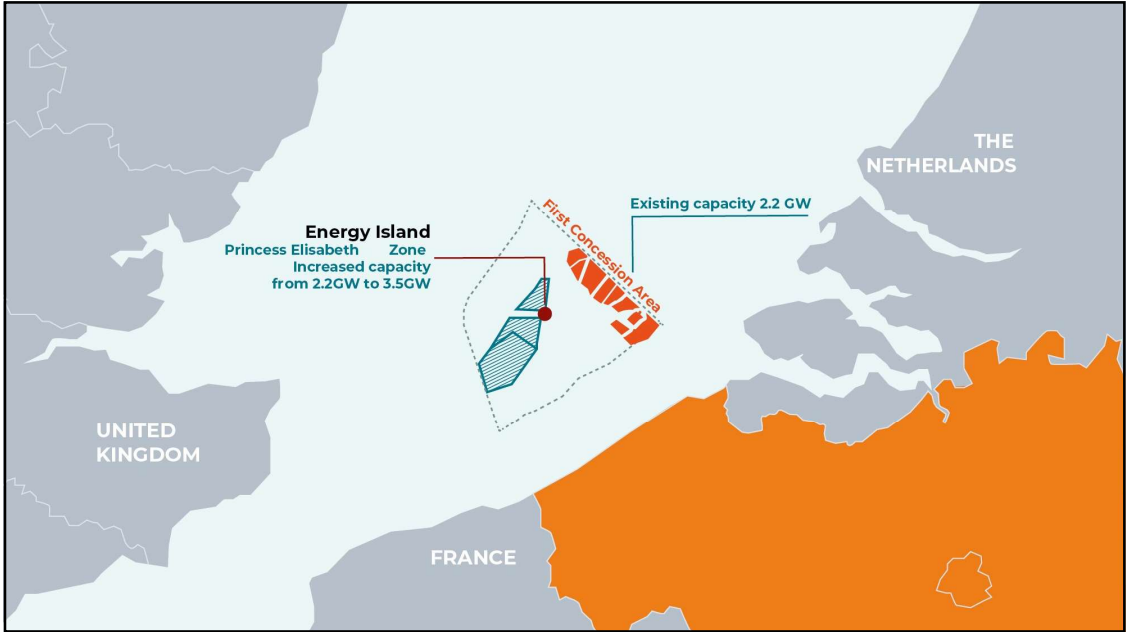 THE
NETHERLANDS
Existing capacity 2.2 GW
First Concession Area
Energy Island
Princess Elisabeth Zone
Increased capacity
from 2.2GW to 3.5GW
UNITED
KINGDOM
FRANCE